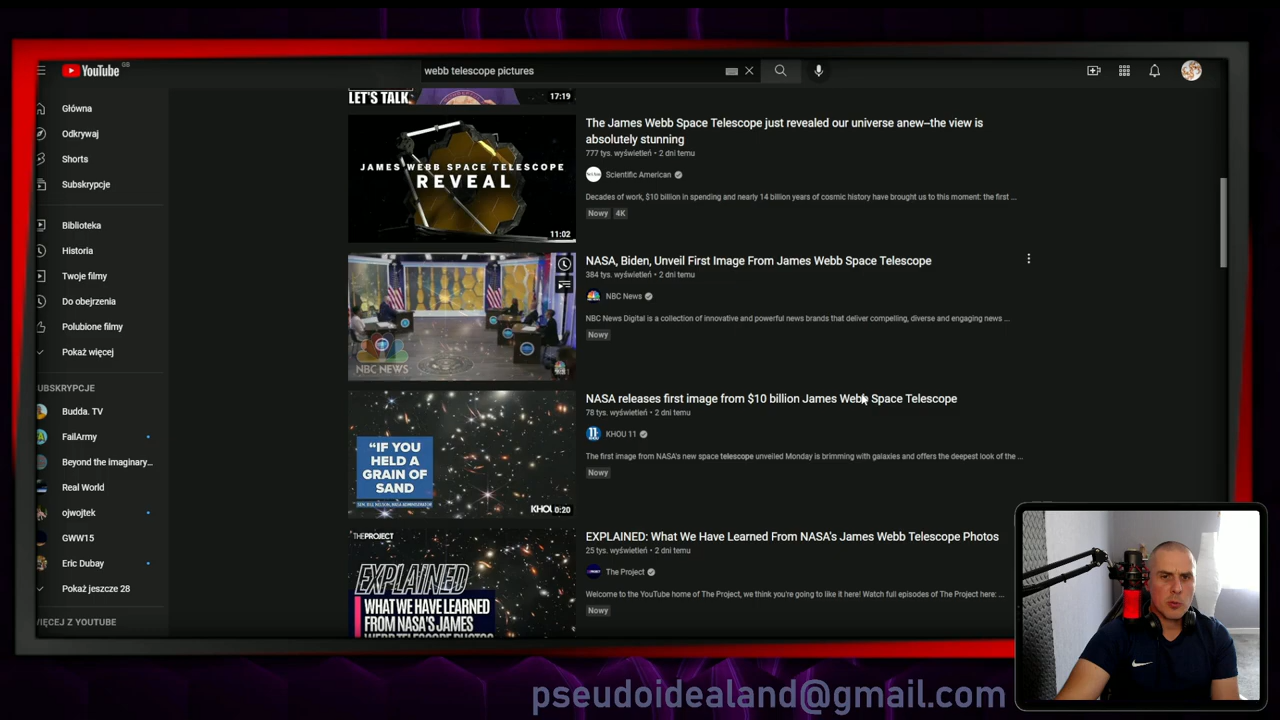 YouTube GB
webb telescope pictures
Główna
Odkrywaj
Shorts
Subskrypcje
Biblioteka
Historia
Twoje filmy
Do obejrzenia
Polubione filmy
Pokaż więcej
UBSKRYPCJE
Budda. TV
FailArmy
Beyond the imaginary...
Real World
ojwojtek
GWW15
Eric Dubay
Pokaż jeszcze 28
WIĘCEJ Z YOUTUBE
LET'S TALK
17:19
JAMES WEBB SPACE TELESCOPE
REVEAL
11:02
The James Webb Space Telescope just revealed our universe anew–the view is
absolutely stunning
777 tys. wyświetleń • 2 dni temu
Scientific American
Decades of work, $10 billion in spending and nearly 14 billion years of cosmic history have brought us to this moment: the first ...
Nowy 4K
NBC NEWS
NASA, Biden, Unveil First Image From James Webb Space Telescope
384 tys. wyświetleń • 2 dni temu
NBC News
NBC News Digital is a collection of innovative and powerful news brands that deliver compelling, diverse and engaging news ...
Nowy
"IF YOU
HELD A
GRAIN OF
SAND
KHOU
0:20
NASA releases first image from $10 billion James Webb Space Telescope
78 tys. wyświetleń • 2 dni temu
KHOU 11
The first image from NASA's new space telescope unveiled Monday is brimming with galaxies and offers the deepest look of the ...
Nowy
THEPROJECT
EXPLAINED
WHAT WE HAVE LEARNED
FROM NASA'S JAMES
WEBB TELESCOPE PHOTOS
EXPLAINED: What We Have Learned From NASA's James Webb Telescope Photos
25 tys. wyświetleń • 2 dni temu
The Project
Welcome to the YouTube home of The Project, we think you're going to like it here! Watch full episodes of The Project here: ...
Nowy
pseudoidealand@gmail.com